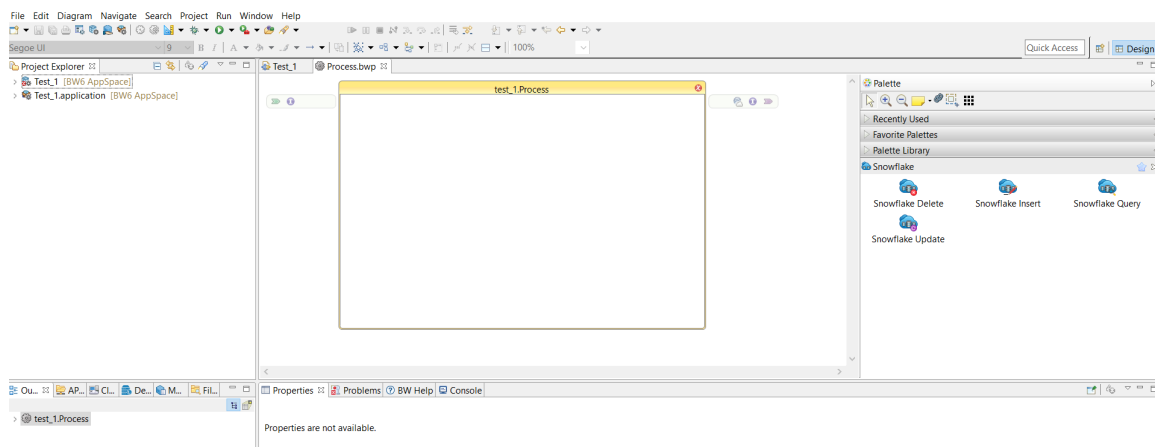 File Edit Diagram Navigate Search Project Run Window Help
Segoe UI 9 B I A 100% Quick Access Design
Project Explorer Test_1 Process.bwp
Test_1 [BW6 AppSpace]
Test_1.application [BW6 AppSpace]
test_1.Process
Palette
Recently Used
Favorite Palettes
Palette Library
Snowflake
Snowflake Delete Snowflake Insert Snowflake Query
Snowflake Update
Ou... AP... Cl... De... M... Fil... Properties Problems BW Help Console
test_1.Process
Properties are not available.